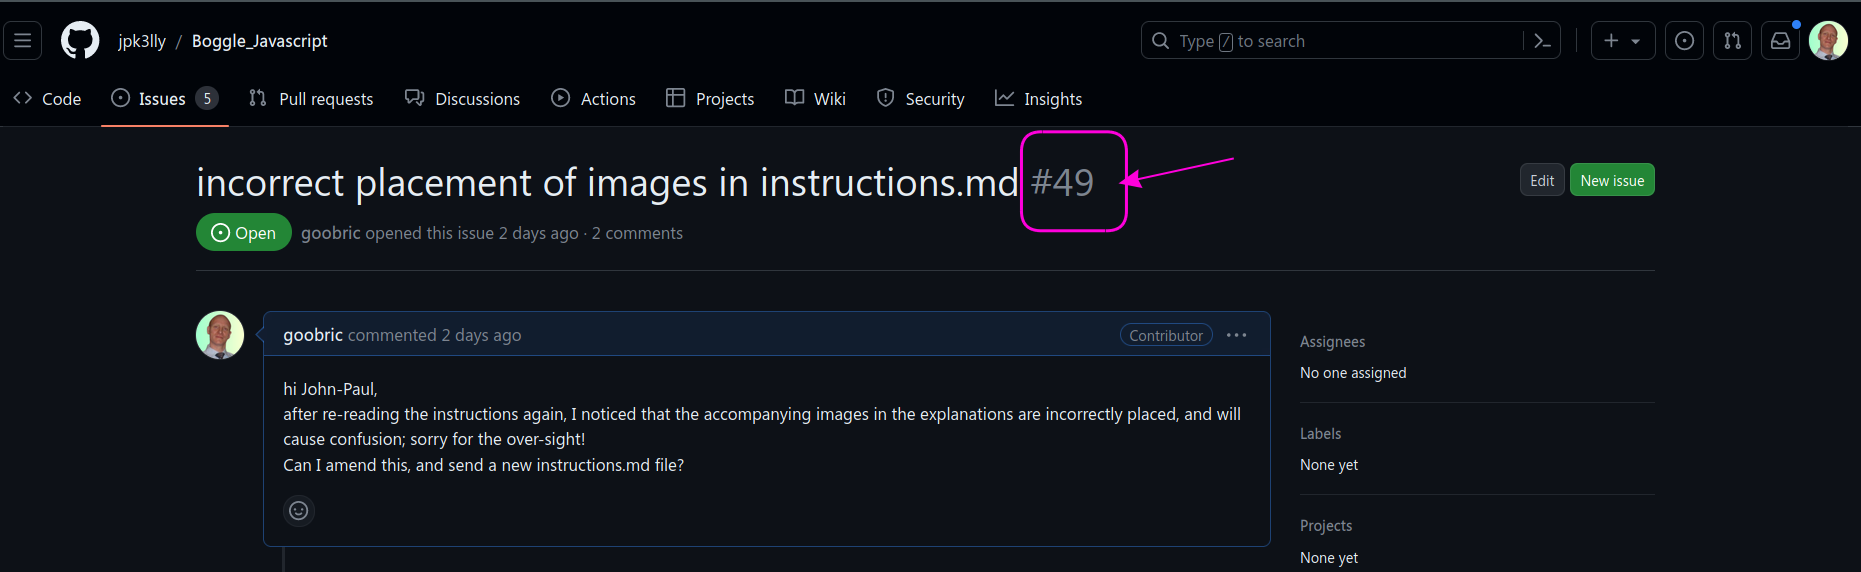 jpk3lly / Boggle_Javascript
Type / to search
Code
Issues 5
Pull requests
Discussions
Actions
Projects
Wiki
Security
Insights
incorrect placement of images in instructions.md #49
Edit
New issue
Open
goobric opened this issue 2 days ago · 2 comments
goobric commented 2 days ago
Contributor
hi John-Paul,
after re-reading the instructions again, I noticed that the accompanying images in the explanations are incorrectly placed, and will
cause confusion; sorry for the over-sight!
Can I amend this, and send a new instructions.md file?
Assignees
No one assigned
Labels
None yet
Projects
None yet